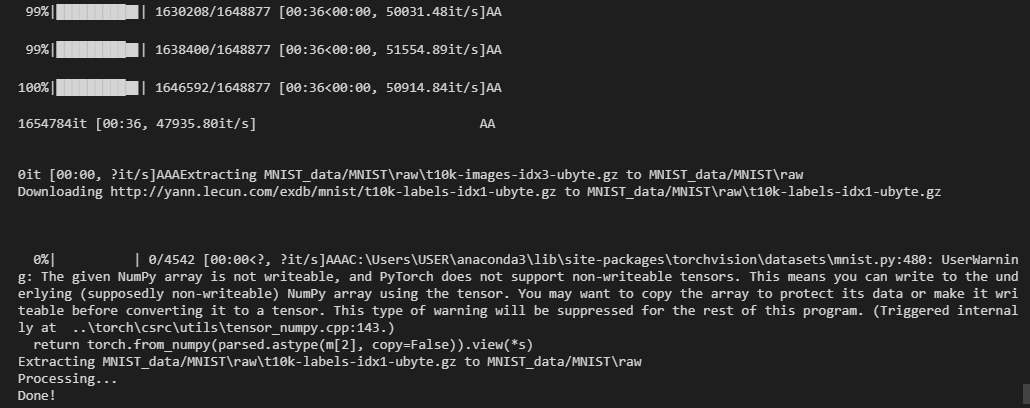 99%|█████████▉| 1630208/1648877 [00:36<00:00, 50031.48it/s]AA
99%|█████████▉| 1638400/1648877 [00:36<00:00, 51554.89it/s]AA
100%|█████████▉| 1646592/1648877 [00:36<00:00, 50914.84it/s]AA
1654784it [00:36, 47935.80it/s] AA
0it [00:00, ?it/s]AAAExtracting MNIST_data/MNIST\raw\t10k-images-idx3-ubyte.gz to MNIST_data/MNIST\raw
Downloading http://yann.lecun.com/exdb/mnist/t10k-labels-idx1-ubyte.gz to MNIST_data/MNIST\raw\t10k-labels-idx1-ubyte.gz
0%| | 0/4542 [00:00<?, ?it/s]AAAC:\Users\USER\anaconda3\lib\site-packages\torchvision\datasets\mnist.py:480: UserWarnin
g: The given NumPy array is not writeable, and PyTorch does not support non-writeable tensors. This means you can write to the und
erlying (supposedly non-writeable) NumPy array using the tensor. You may want to copy the array to protect its data or make it wri
teable before converting it to a tensor. This type of warning will be suppressed for the rest of this program. (Triggered internal
ly at  ..\torch\csrc\utils\tensor_numpy.cpp:143.)
return torch.from_numpy(parsed.astype(m[2], copy=False)).view(*s)
Extracting MNIST_data/MNIST\raw\t10k-labels-idx1-ubyte.gz to MNIST_data/MNIST\raw
Processing...
Done!